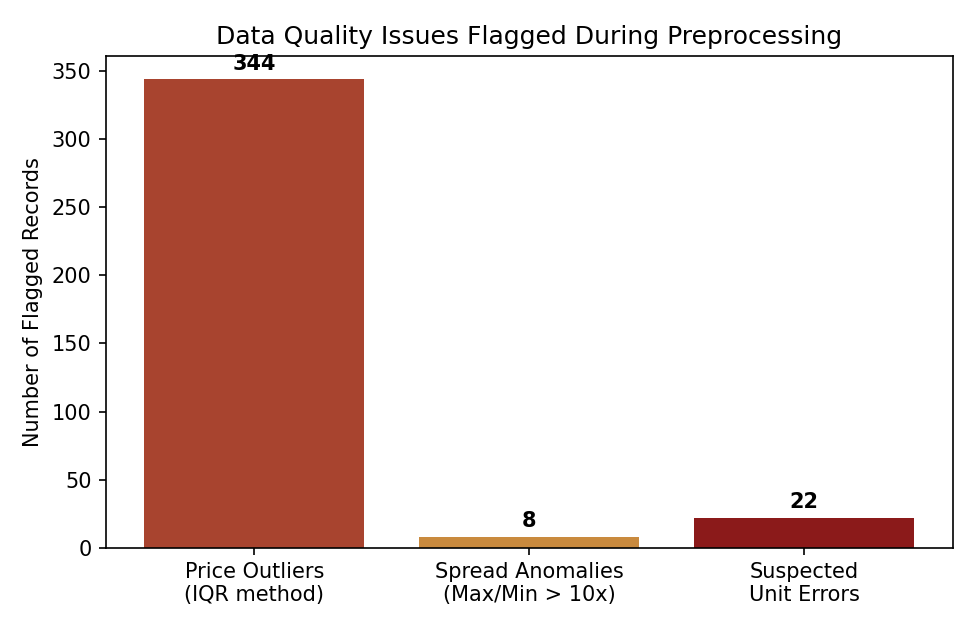 Data Quality Issues Flagged During Preprocessing
Number of Flagged Records
350
300
250
200
150
100
50
0
344
8
22
Price Outliers
(IQR method)
Spread Anomalies
(Max/Min > 10x)
Suspected
Unit Errors